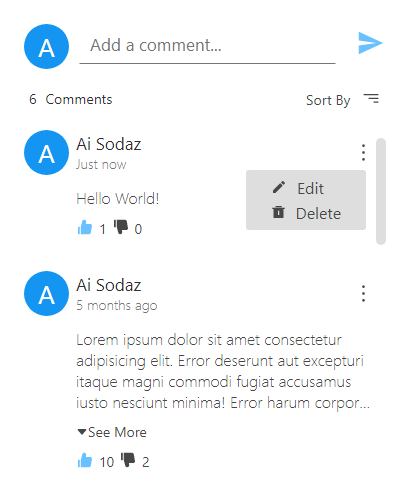 A Add a comment...
6 Comments Sort By
A Ai Sodaz
Just now
Hello World!
Edit
Delete
1 0
A Ai Sodaz
5 months ago
Lorem ipsum dolor sit amet consectetur
adipisicing elit. Error deserunt aut excepturi
itaque magni commodi fugiat accusamus
iusto nesciunt minima! Error harum corpor...
See More
10 2